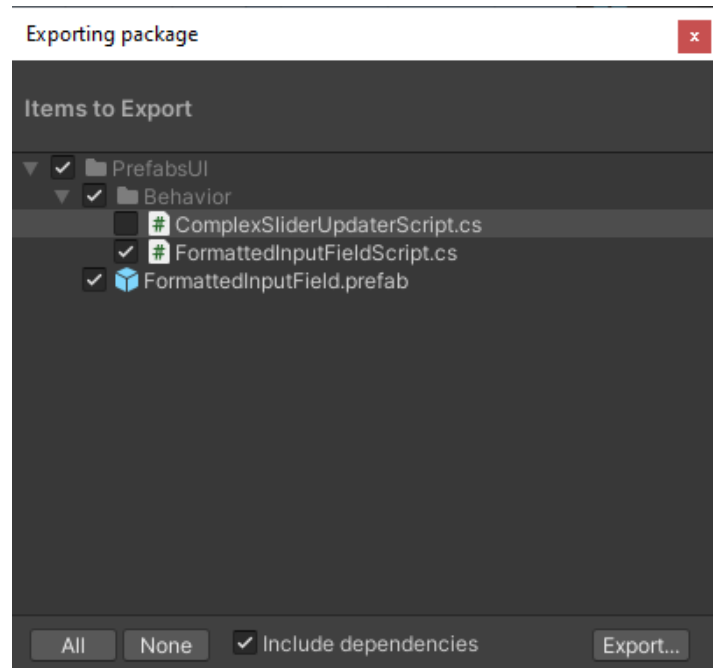 Exporting package
x
Items to Export
PrefabsUI
Behavior
# ComplexSliderUpdaterScript.cs
# FormattedInputFieldScript.cs
FormattedInputField.prefab
All None Include dependencies Export...